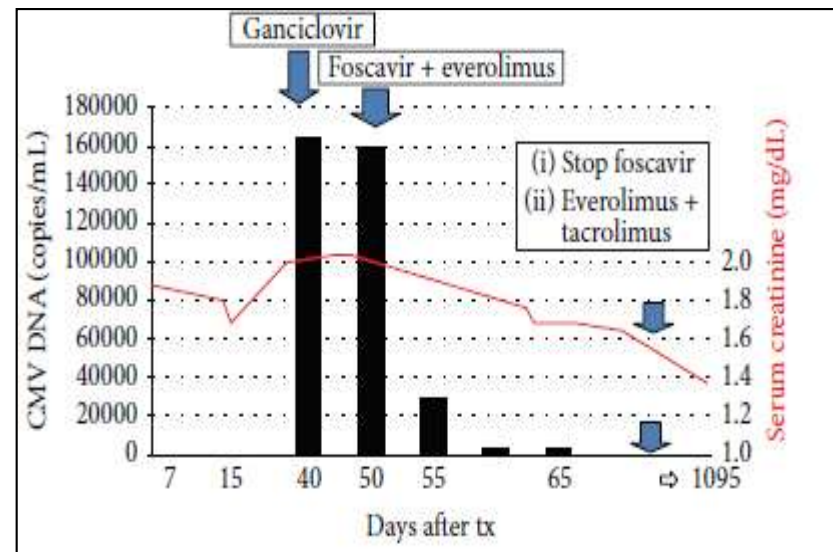 Ganciclovir
Foscavir + everolimus
180000
160000
140000
120000
100000
80000
60000
40000
20000
0
CMV DNA (copies/mL)
(i) Stop foscavir
(ii) Everolimus +
tacrolimus
2.0
1.8
1.6
1.4
1.2
1.0
Serum creatinine (mg/dL)
7 15 40 50 55 65 ⇨ 1095
Days after tx